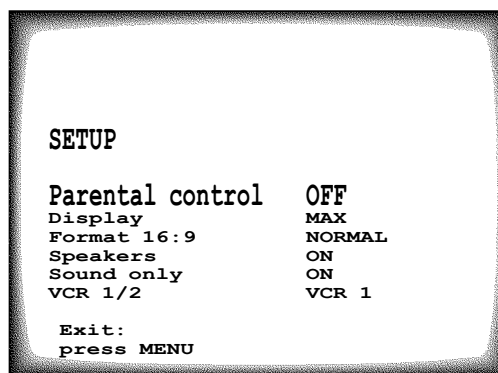 SETUP
Parental control OFF
Display MAX
Format 16:9 NORMAL
Speakers ON
Sound only ON
VCR 1/2 VCR 1
Exit:
press MENU